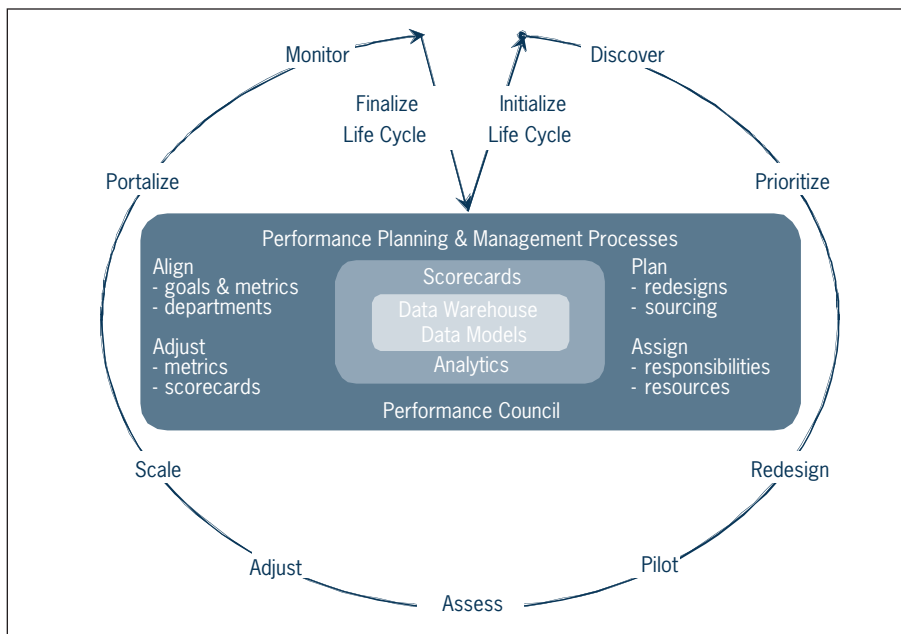 Monitor
Discover
Finalize
Life Cycle
Initialize
Life Cycle
Portalize
Prioritize
Performance Planning & Management Processes
Align
- goals & metrics
- departments
Adjust
- metrics
- scorecards
Scorecards
Data Warehouse
Data Models
Analytics
Plan
- redesigns
- sourcing
Assign
- responsibilities
- resources
Performance Council
Scale
Redesign
Adjust
Pilot
Assess